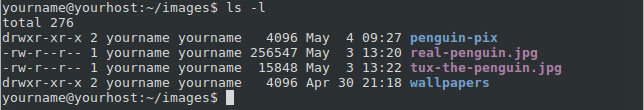 yourname@yourhost:~/images$ ls -l
total 276
drwxr-xr-x 2 yourname yourname   4096 May  4 09:27 penguin-pix
-rw-r--r-- 1 yourname yourname 256547 May  3 13:20 real-penguin.jpg
-rw-r--r-- 1 yourname yourname  15848 May  3 13:22 tux-the-penguin.jpg
drwxr-xr-x 2 yourname yourname   4096 Apr 30 21:18 wallpapers
yourname@yourhost:~/images$